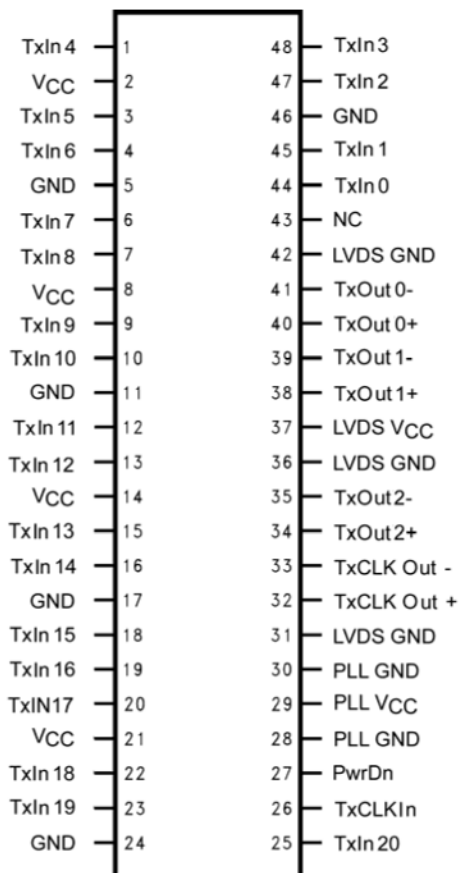 TxIn 4 1 48 TxIn 3
VCC 2 47 TxIn 2
TxIn 5 3 46 GND
TxIn 6 4 45 TxIn 1
GND 5 44 TxIn 0
TxIn 7 6 43 NC
TxIn 8 7 42 LVDS GND
VCC 8 41 TxOut 0-
TxIn 9 9 40 TxOut 0+
TxIn 10 10 39 TxOut 1-
GND 11 38 TxOut 1+
TxIn 11 12 37 LVDS VCC
TxIn 12 13 36 LVDS GND
VCC 14 35 TxOut 2-
TxIn 13 15 34 TxOut 2+
TxIn 14 16 33 TxCLK Out -
GND 17 32 TxCLK Out +
TxIn 15 18 31 LVDS GND
TxIn 16 19 30 PLL GND
TxIN17 20 29 PLL VCC
VCC 21 28 PLL GND
TxIn 18 22 27 PwrDn
TxIn 19 23 26 TxCLKIn
GND 24 25 TxIn 20